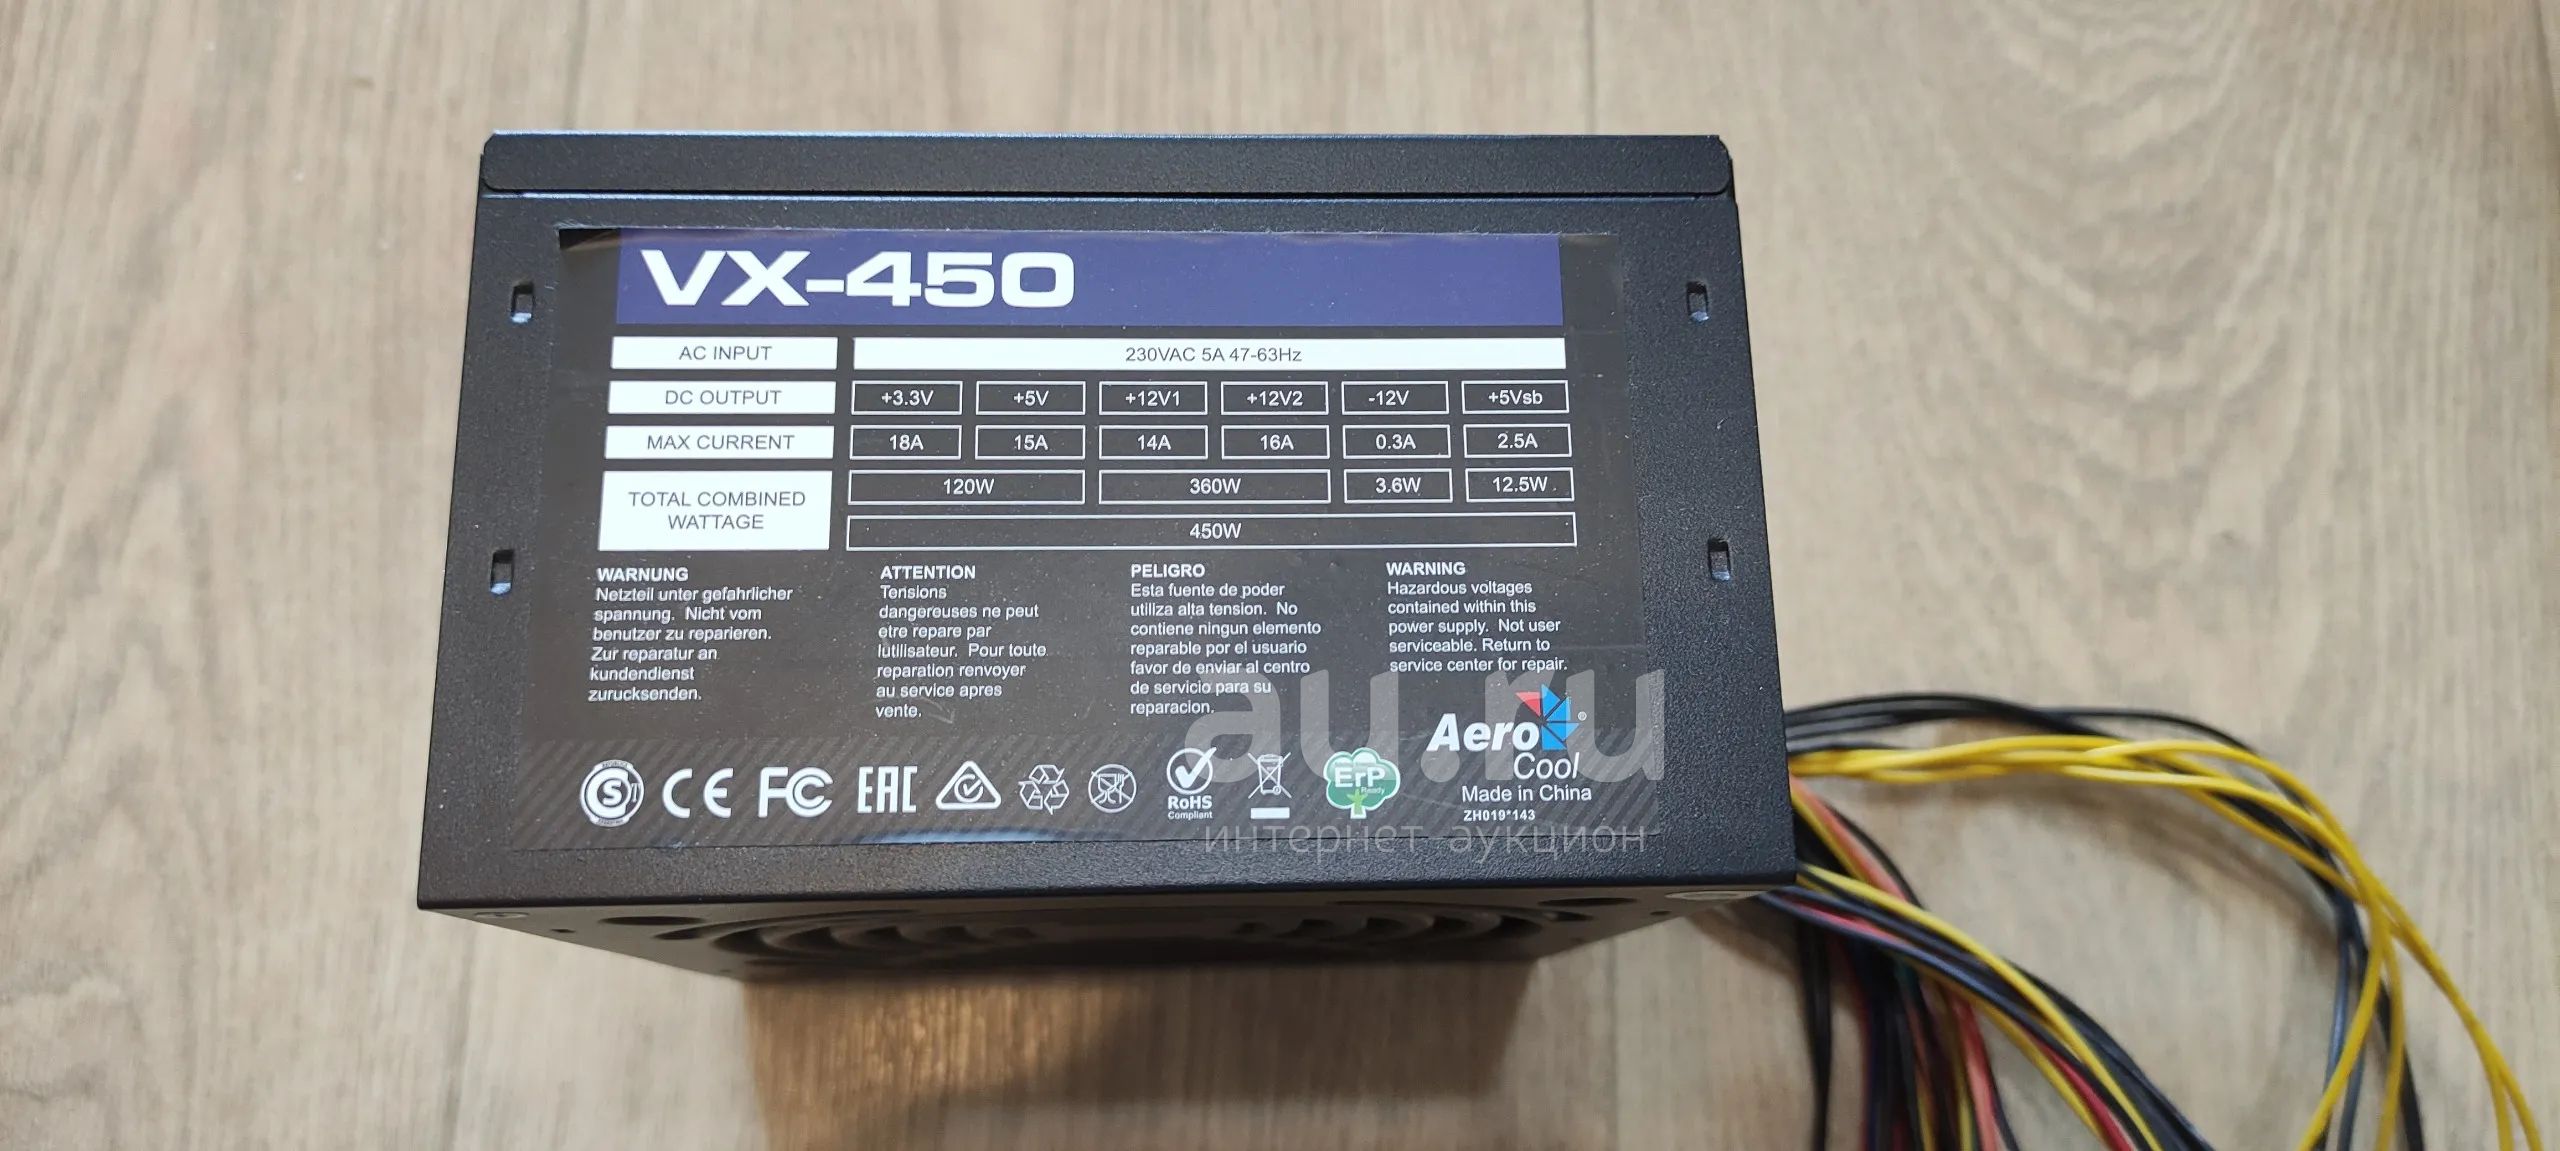 VX-450
AC INPUT 230VAC 5A 47-63Hz
DC OUTPUT +3.3V +5V +12V1 +12V2 -12V +5Vsb
MAX CURRENT 18A 15A 14A 16A 0.3A 2.5A
TOTAL COMBINED
WATTAGE
120W 360W 3.6W 12.5W
450W
WARNUNG
Netzteil unter gefahrlicher
spannung. Nicht vom
benutzer zu reparieren.
Zur reparatur an
kundendienst
zurucksenden.
ATTENTION
Tensions
dangereuses ne peut
etre repare par
lutilisateur. Pour toute
reparation renvoyer
au service apres
vente.
PELIGRO
Esta fuente de poder
utiliza alta tension. No
contiene ningun elemento
reparable por el usuario
favor de enviar al centro
de servicio para su
reparacion.
WARNING
Hazardous voltages
contained within this
power supply. Not user
serviceable. Return to
service center for repair.
S
CE FC EAC
RoHS
Compliant
ErP
Ready
Aero
Cool
Made in China
ZH019*143
au.ru
интернет аукцион